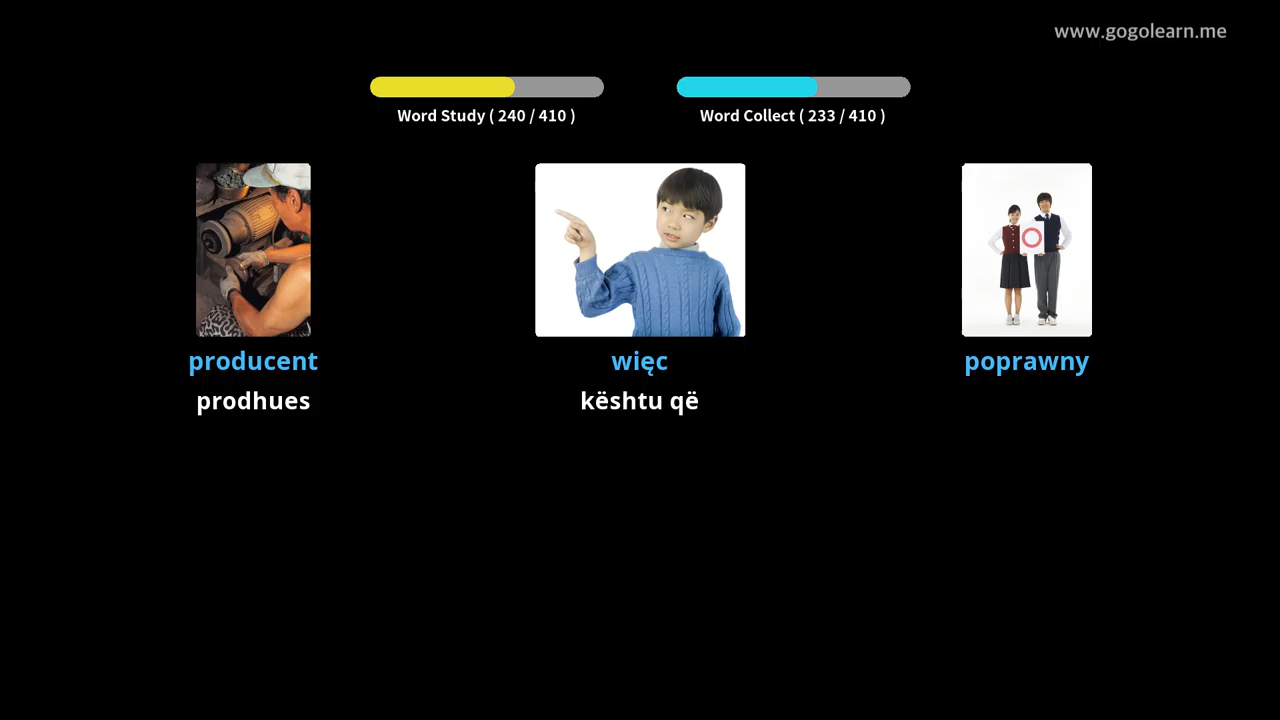 www.gogolearn.me
Word Study ( 240 / 410 )
Word Collect ( 233 / 410 )
producent
prodhues
więc
kështu që
poprawny